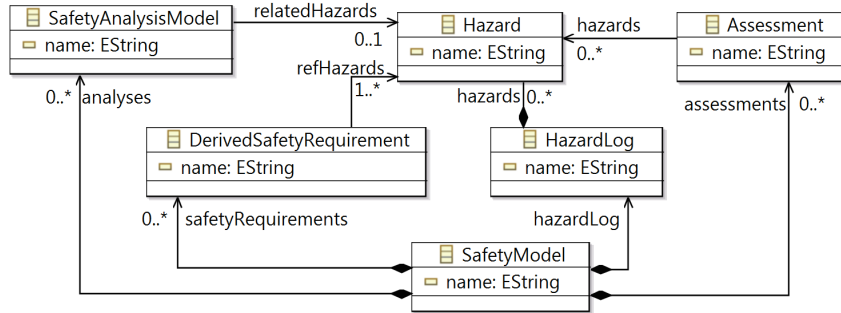 SafetyAnalysisModel
name: EString
relatedHazards
0..1
Hazard
name: EString
hazards
0..*
Assessment
name: EString
refHazards
1..*
0..* analyses
hazards 0..*
assessments 0..*
DerivedSafetyRequirement
name: EString
HazardLog
name: EString
0..* safetyRequirements
hazardLog
SafetyModel
name: EString